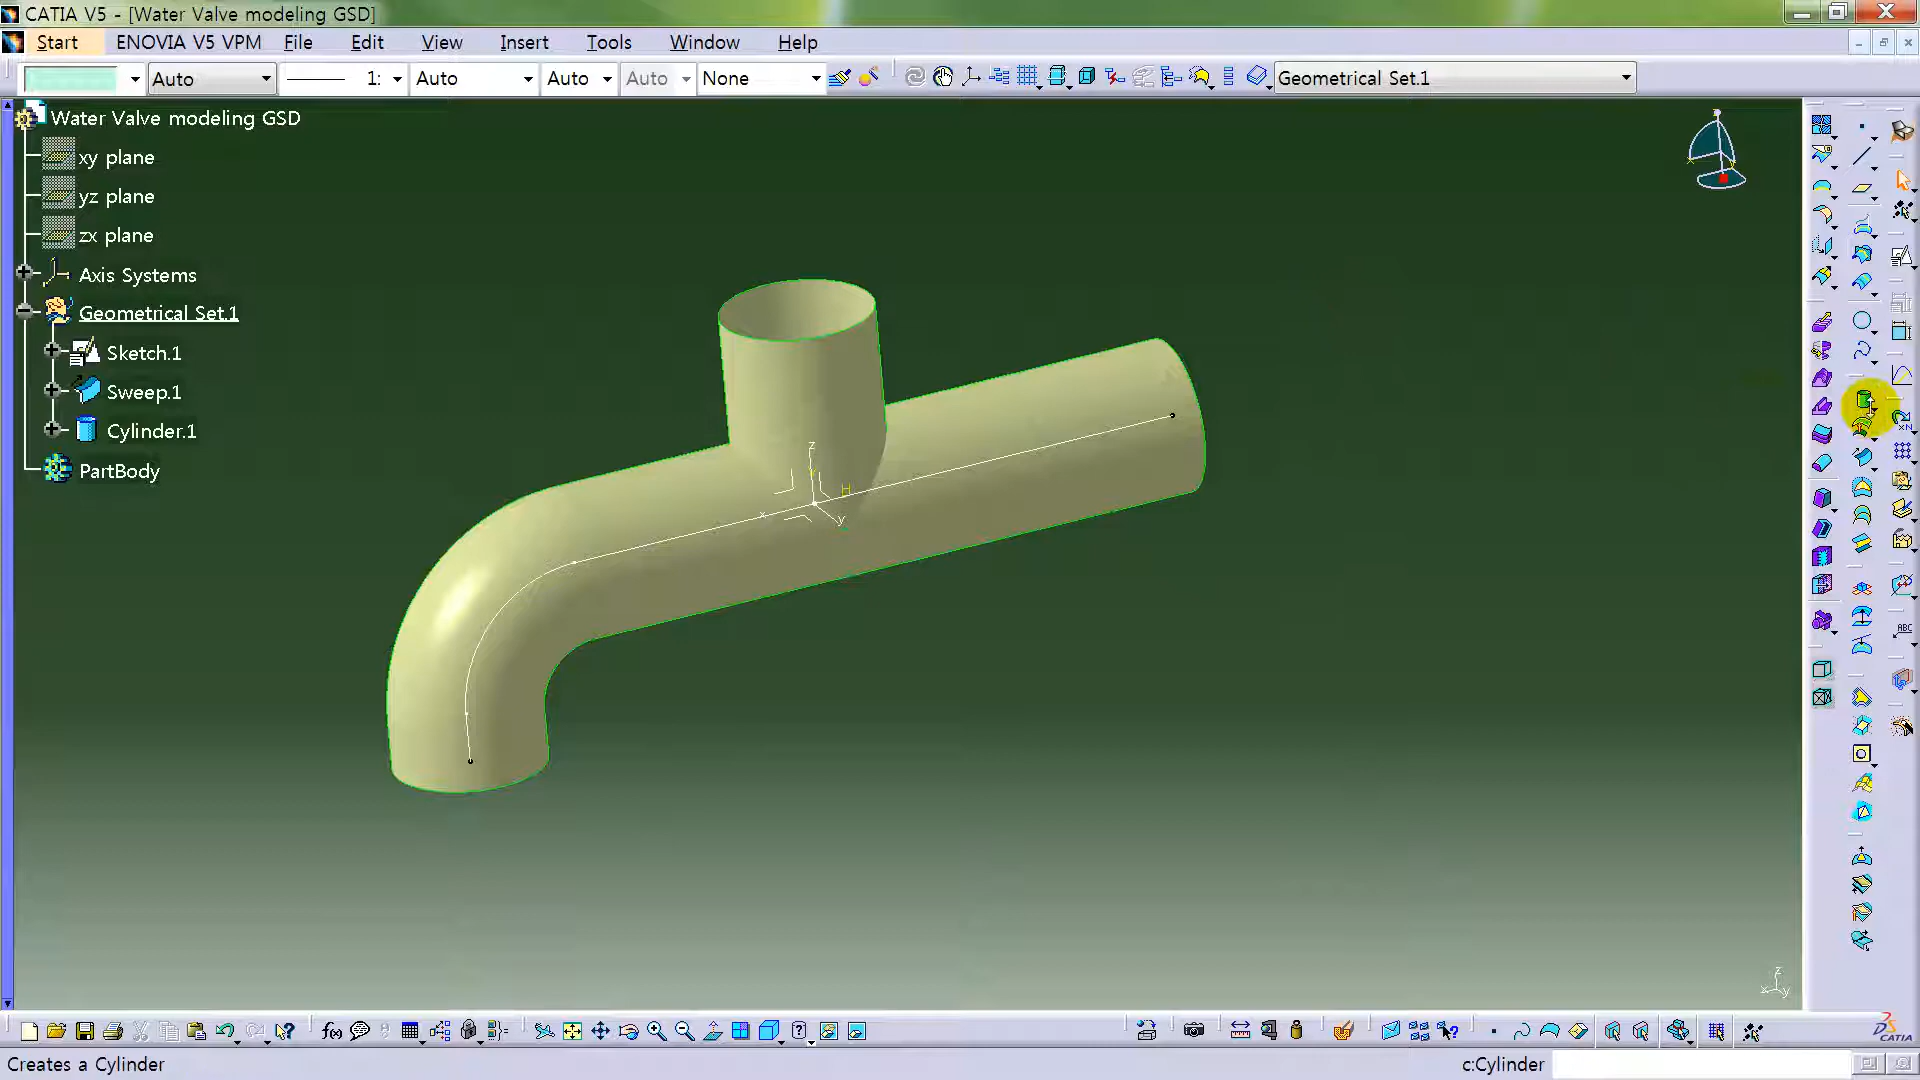 CATIA V5 - [Water Valve modeling GSD]
Start ENOVIA V5 VPM File Edit View Insert Tools Window Help
Auto 1: Auto Auto Auto None Geometrical Set.1
Water Valve modeling GSD
xy plane
yz plane
zx plane
Axis Systems
Geometrical Set.1
Sketch.1
Sweep.1
Cylinder.1
PartBody
z
H
x
y
ABC
z
x
y
f(x)
CATIA
Creates a Cylinder c:Cylinder